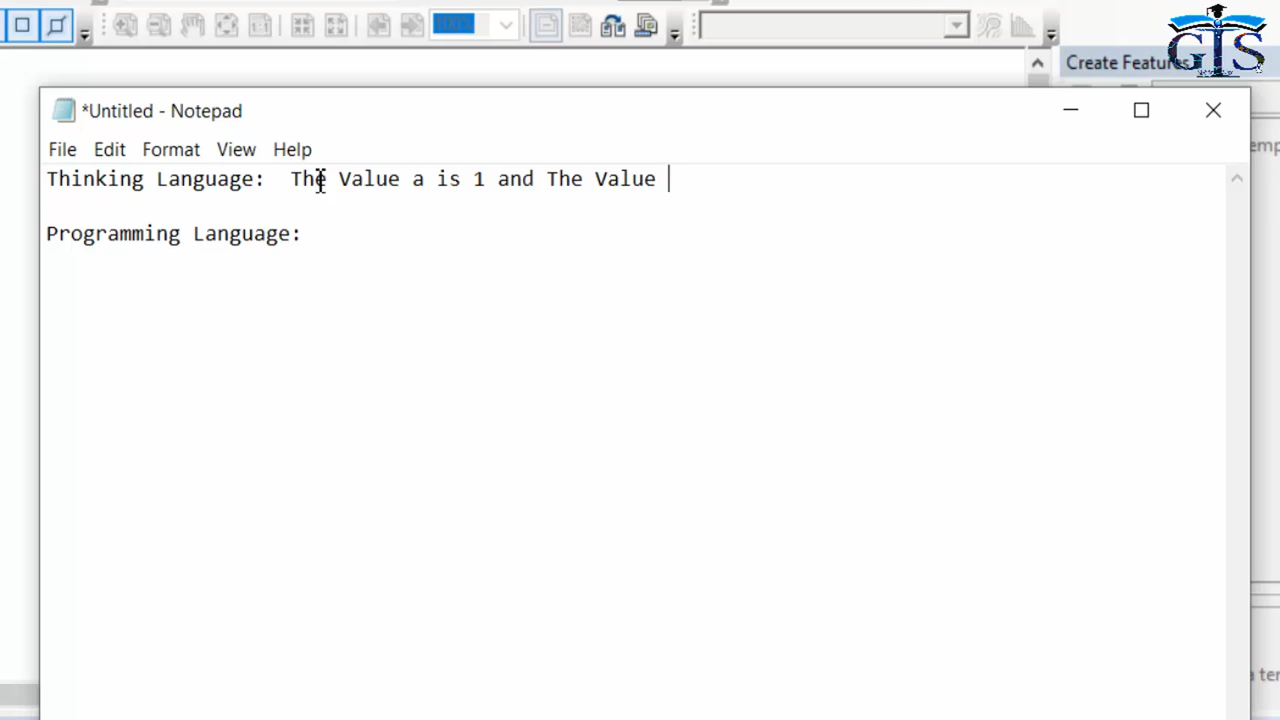 GIS
Create Features
*Untitled - Notepad
File Edit Format View Help
Thinking Language:  The Value a is 1 and The Value
Programming Language: